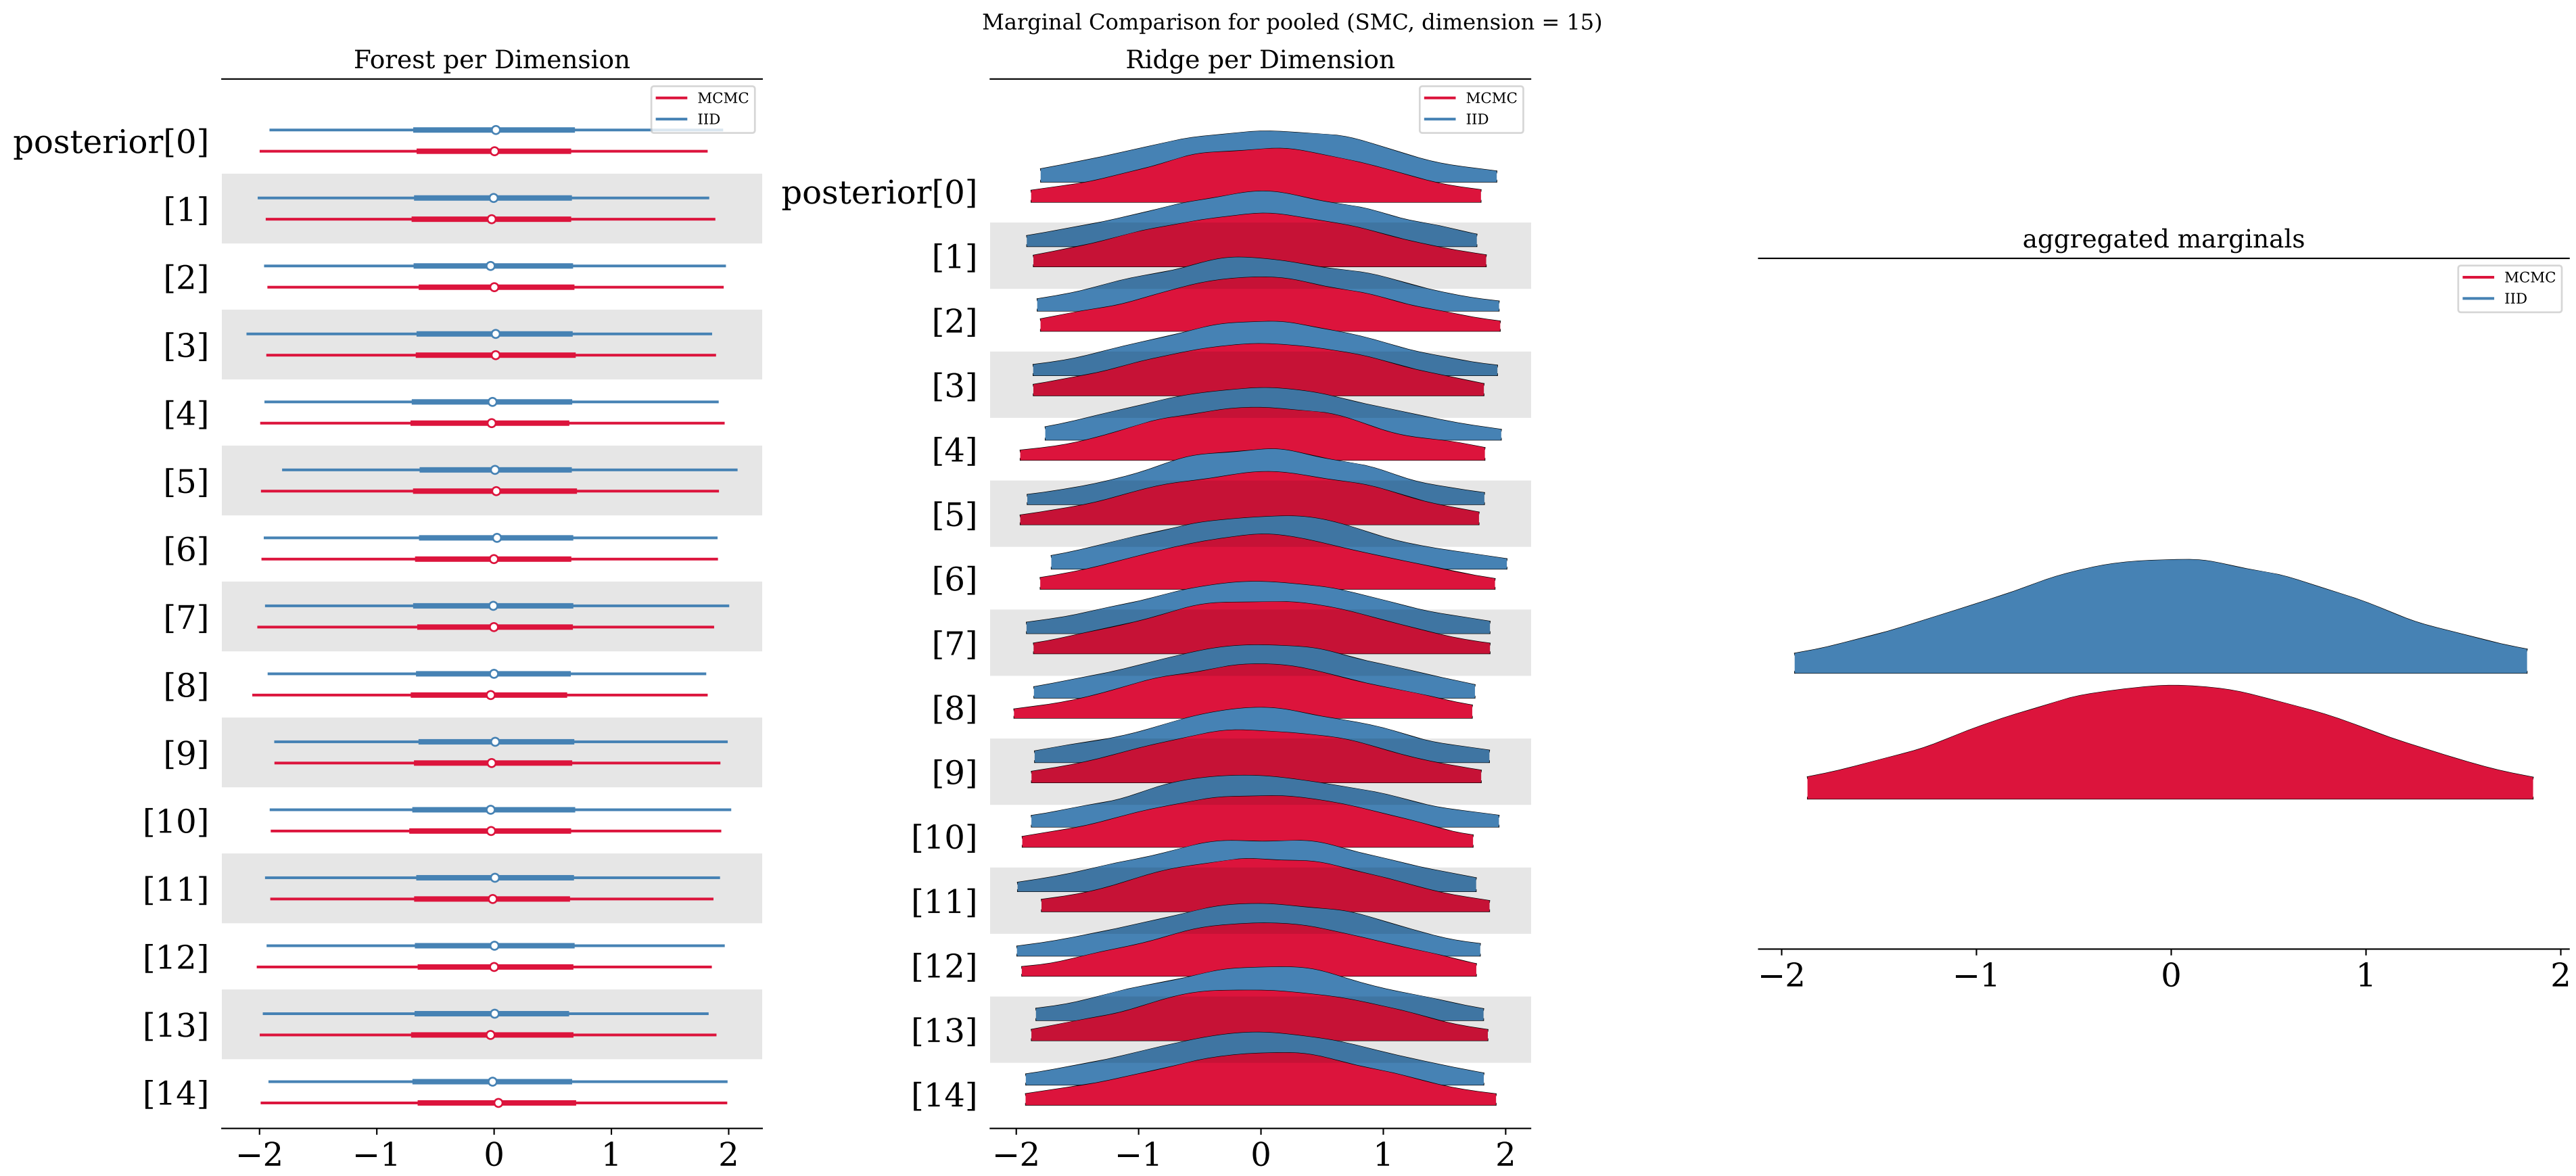 Marginal Comparison for pooled (SMC, dimension = 15)
Forest per Dimension
MCMC
IID
posterior[0]
[1]
[2]
[3]
[4]
[5]
[6]
[7]
[8]
[9]
[10]
[11]
[12]
[13]
[14]
−2 −1 0 1 2
Ridge per Dimension
MCMC
IID
posterior[0]
[1]
[2]
[3]
[4]
[5]
[6]
[7]
[8]
[9]
[10]
[11]
[12]
[13]
[14]
−2 −1 0 1 2
aggregated marginals
MCMC
IID
−2 −1 0 1 2